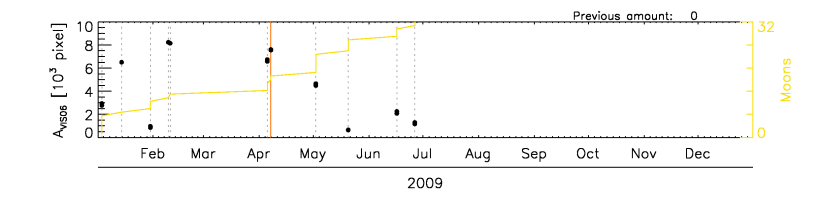 Previous amount: 0
10
8
6
4
2
0
A_VIS06 [10^3 pixel]
32
0
Moons
Feb Mar Apr May Jun Jul Aug Sep Oct Nov Dec
2009